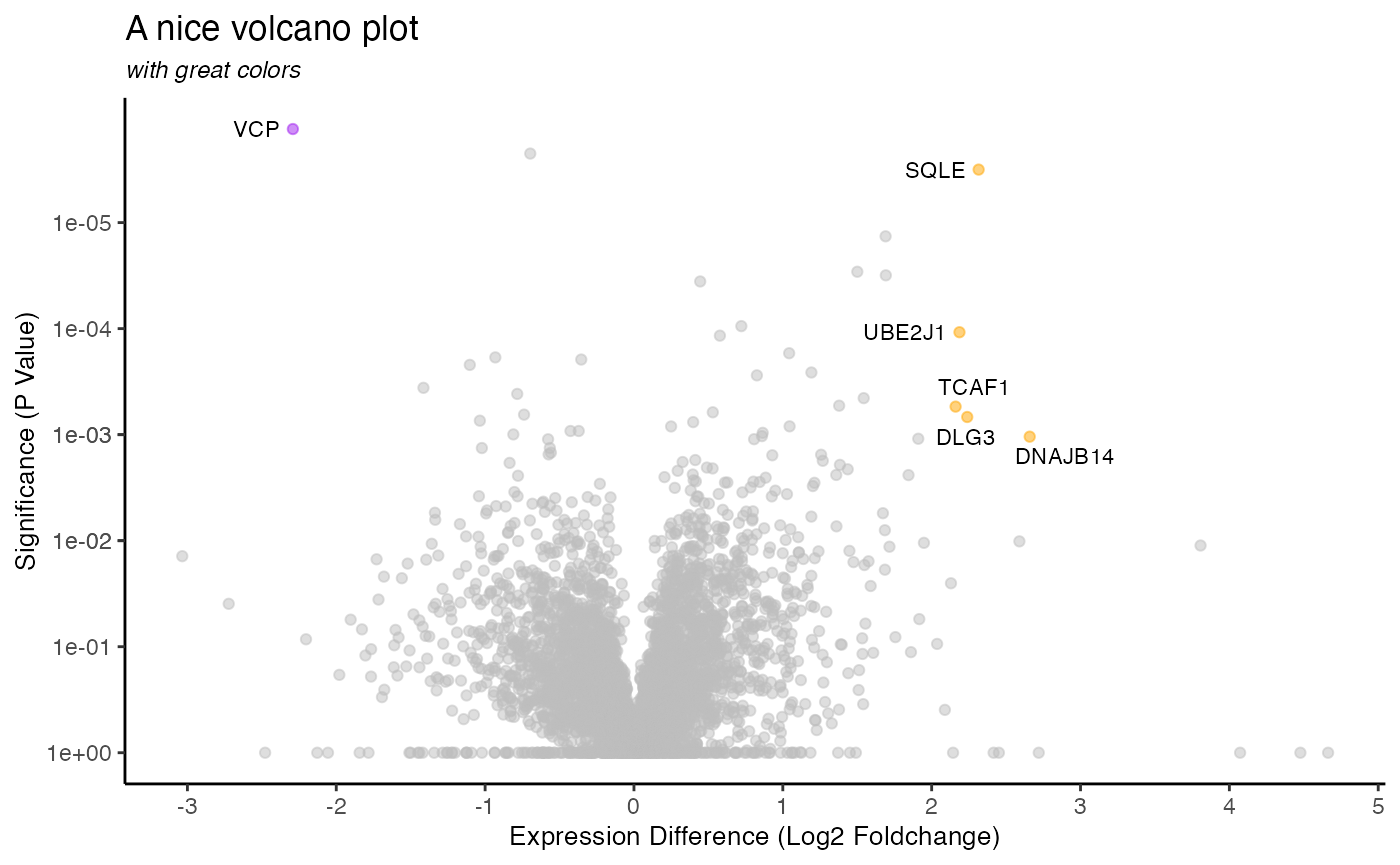 A nice volcano plot
with great colors
VCP
SQLE
1e-05
1e-04
UBE2J1
TCAF1
1e-03
DLG3
DNAJB14
1e-02
1e-01
1e+00
Significance (P Value)
-3 -2 -1 0 1 2 3 4 5
Expression Difference (Log2 Foldchange)